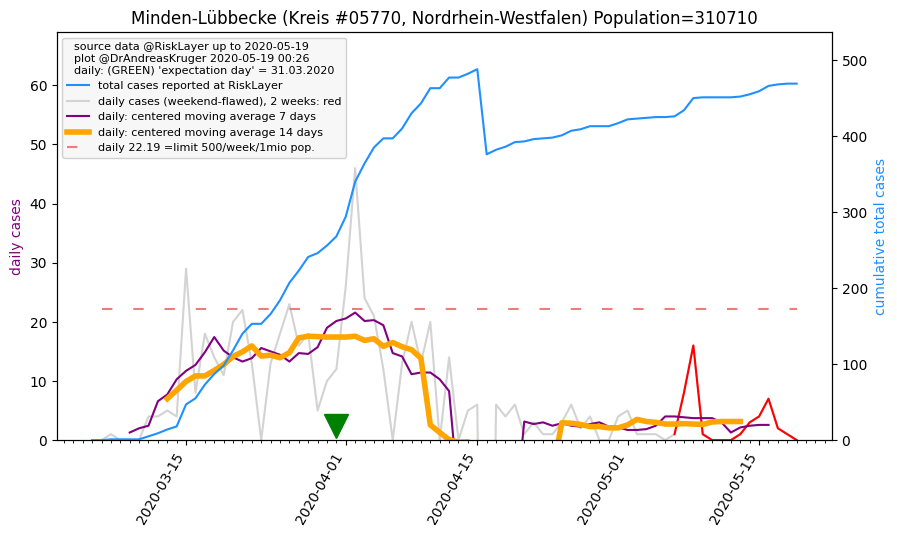 Minden-Lübbecke (Kreis #05770, Nordrhein-Westfalen) Population=310710
source data @RiskLayer up to 2020-05-19
plot @DrAndreasKruger 2020-05-19 00:26
daily: (GREEN) 'expectation day' = 31.03.2020
total cases reported at RiskLayer
daily cases (weekend-flawed), 2 weeks: red
daily: centered moving average 7 days
daily: centered moving average 14 days
daily 22.19 =limit 500/week/1mio pop.
daily cases
60
50
40
30
20
10
0
500
400
300
200
100
0
cumulative total cases
2020-03-15
2020-04-01
2020-04-15
2020-05-01
2020-05-15